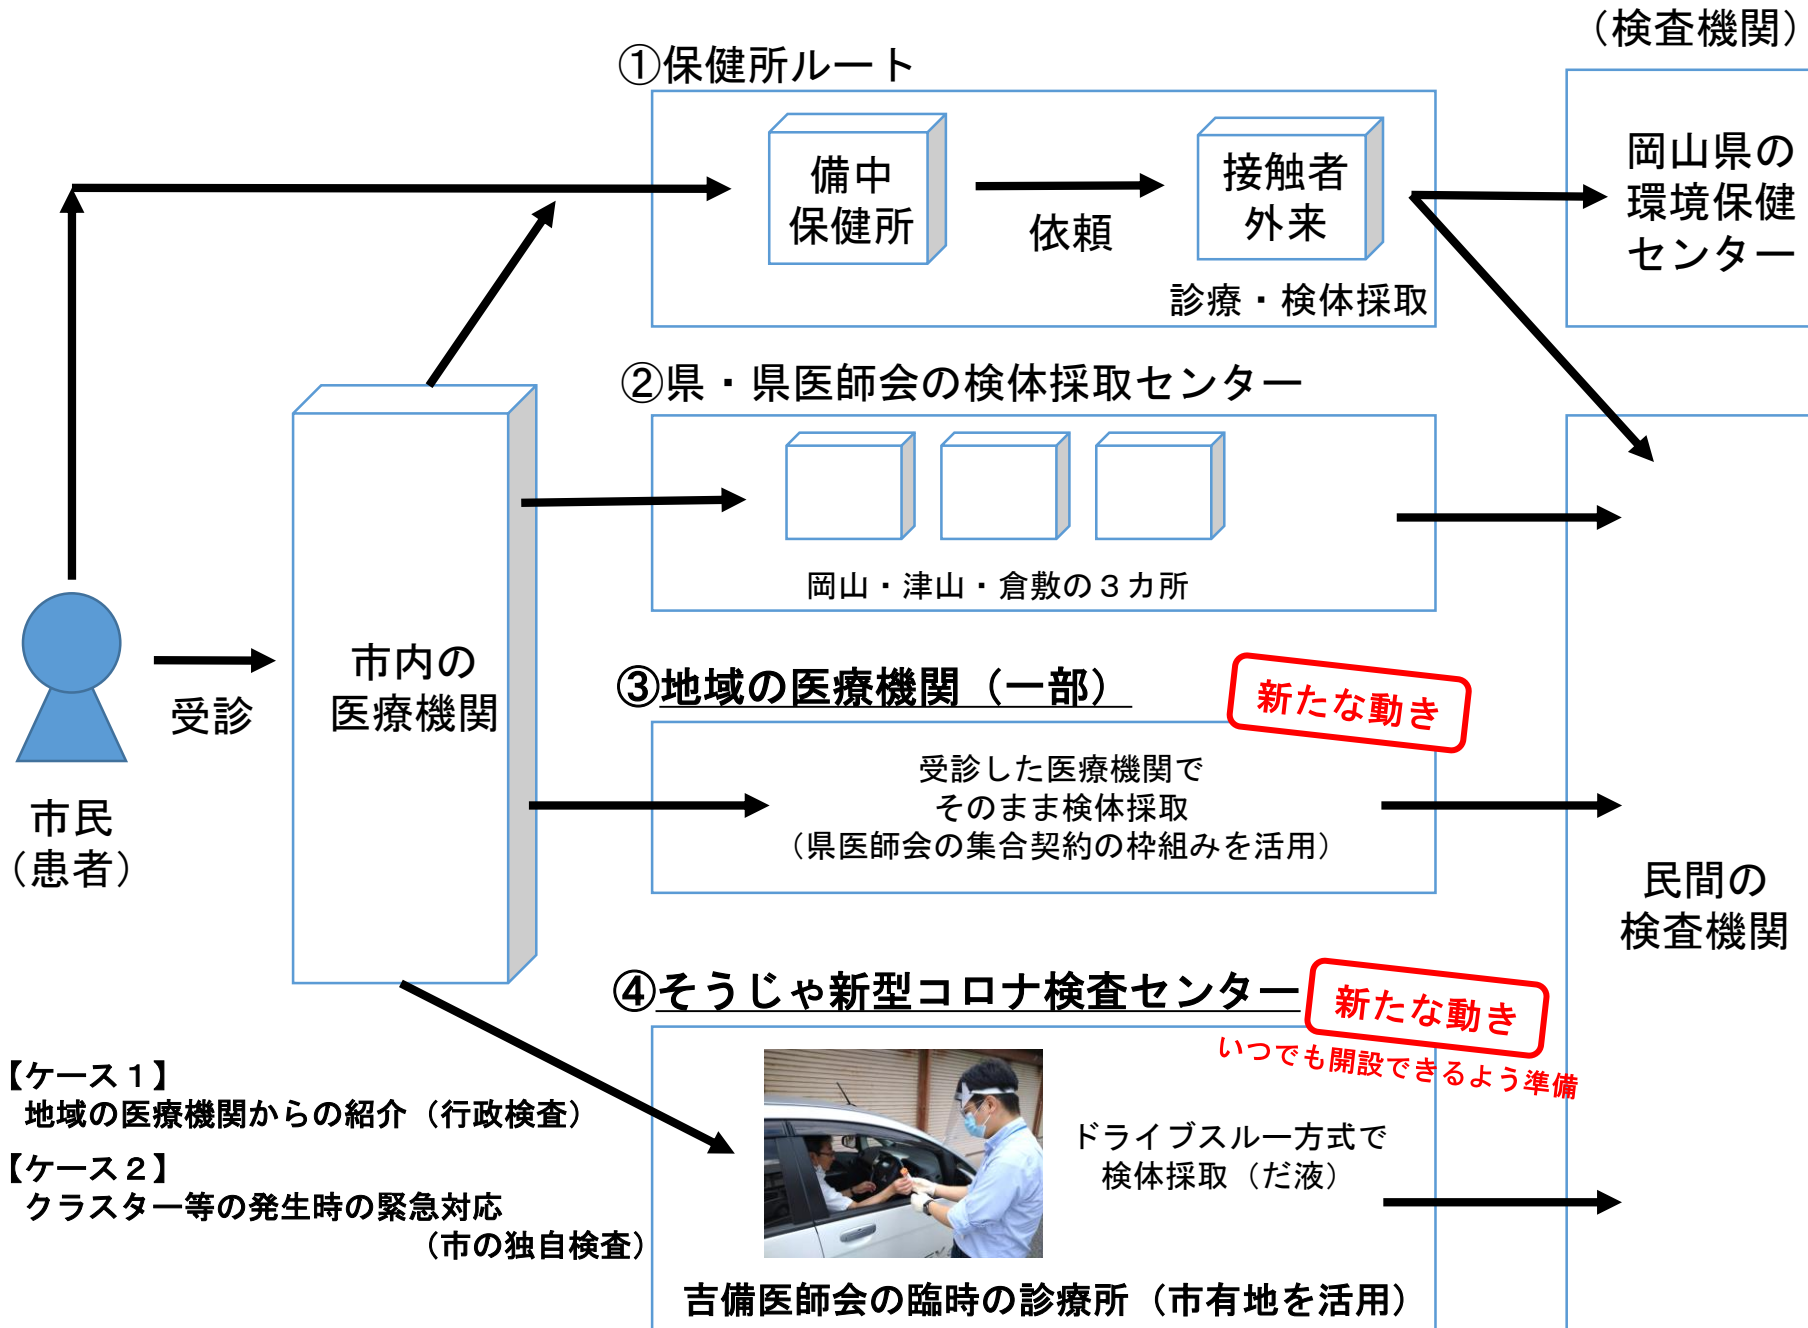 （検査機関）
①保健所ルート
備中
保健所
依頼
接触者
外来
診療・検体採取
岡山県の
環境保健
センター
②県・県医師会の検体採取センター
岡山・津山・倉敷の３カ所
市民
（患者）
受診
市内の
医療機関
③地域の医療機関（一部）
新たな動き
受診した医療機関で
そのまま検体採取
（県医師会の集合契約の枠組みを活用）
民間の
検査機関
④そうじゃ新型コロナ検査センター
新たな動き
いつでも開設できるよう準備
ドライブスルー方式で
検体採取（だ液）
吉備医師会の臨時の診療所（市有地を活用）
【ケース１】
地域の医療機関からの紹介（行政検査）
【ケース２】
クラスター等の発生時の緊急対応
（市の独自検査）